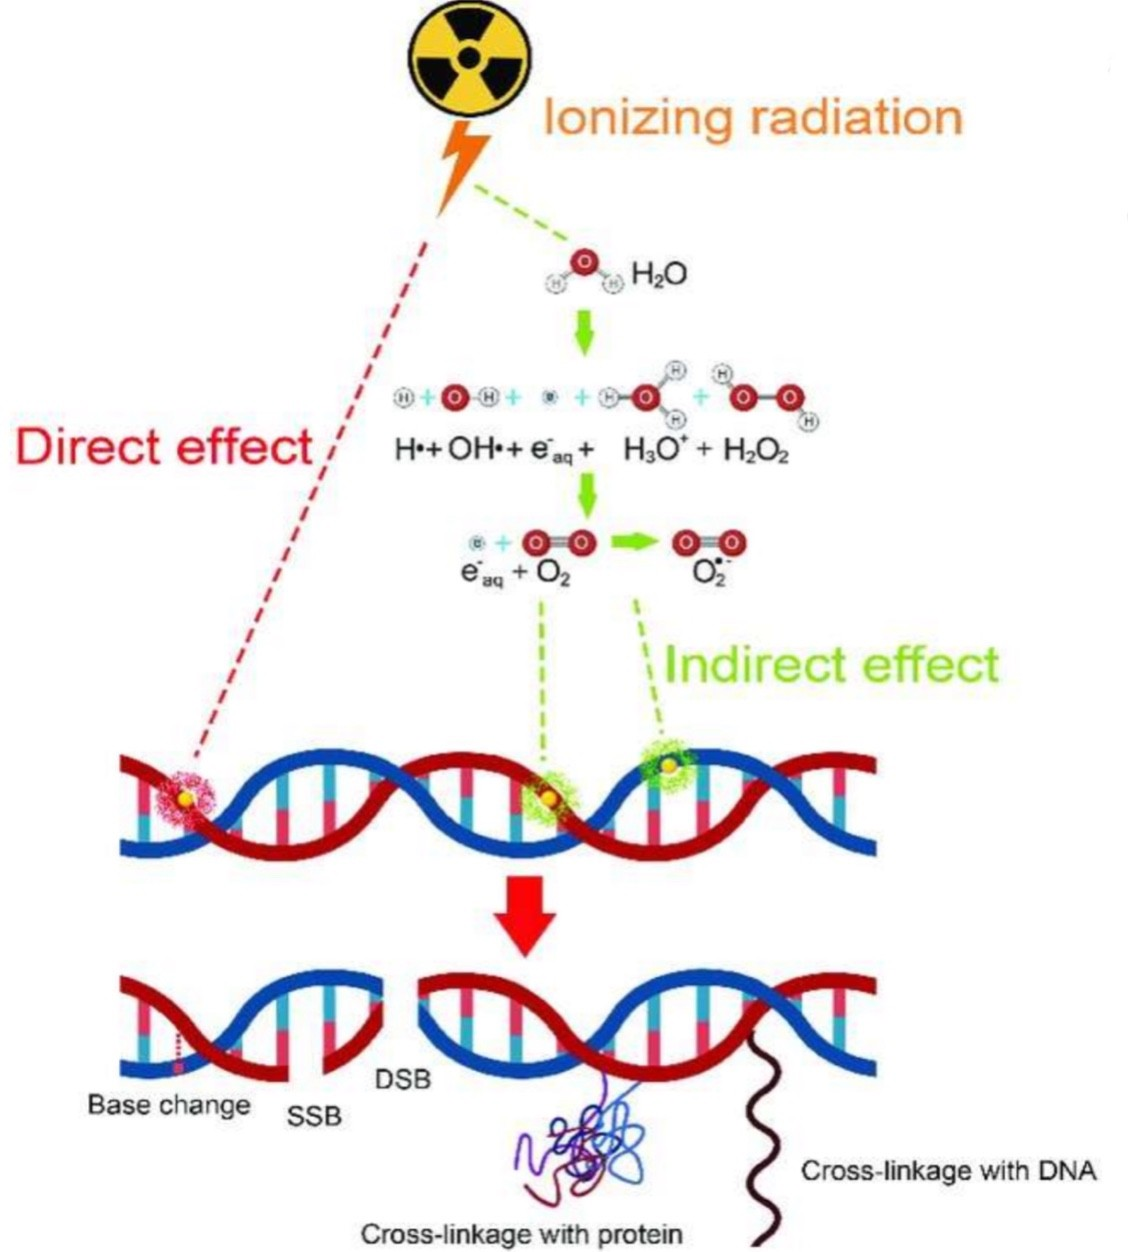 Ionizing radiation
H₂O
Direct effect
H•+ OH•+ e⁻aq + H₃O⁺ + H₂O₂
e⁻aq + O₂
O₂•⁻
Indirect effect
Base change
SSB
DSB
Cross-linkage with protein
Cross-linkage with DNA